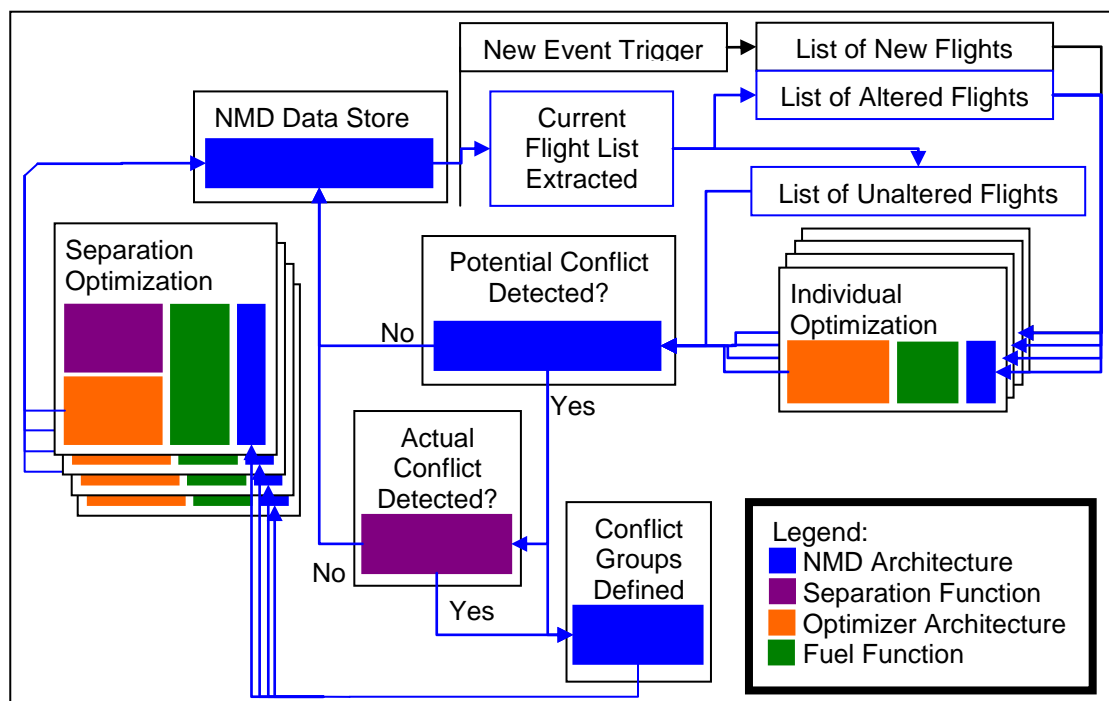 New Event Trigger
List of New Flights
List of Altered Flights
NMD Data Store
Current
Flight List
Extracted
List of Unaltered Flights
Separation
Optimization
Potential Conflict
Detected?
Individual
Optimization
No
Yes
Actual
Conflict
Detected?
No
Yes
Conflict
Groups
Defined
Legend:
NMD Architecture
Separation Function
Optimizer Architecture
Fuel Function